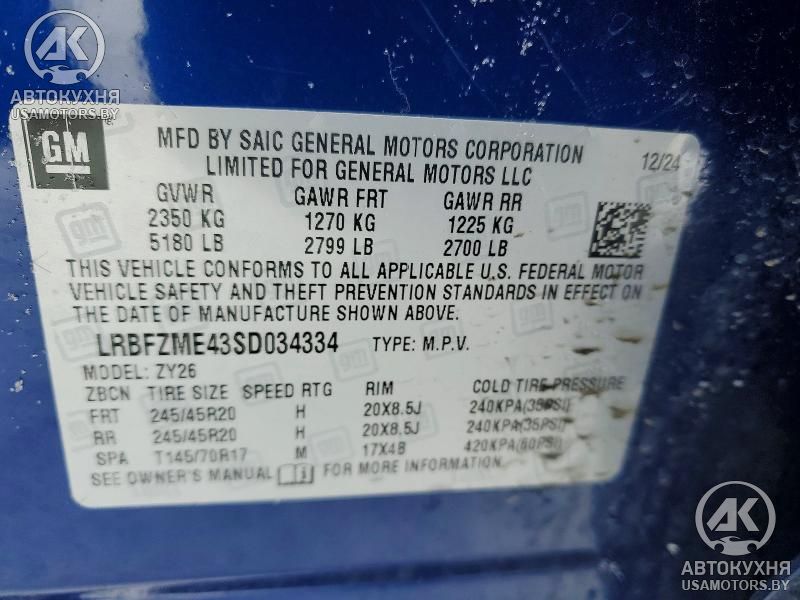 АК
АВТОКУХНЯ
USAMOTORS.BY
GM
MFD BY SAIC GENERAL MOTORS CORPORATION
LIMITED FOR GENERAL MOTORS LLC
12/24
GVWR GAWR FRT GAWR RR
2350 KG 1270 KG 1225 KG
5180 LB 2799 LB 2700 LB
THIS VEHICLE CONFORMS TO ALL APPLICABLE U.S. FEDERAL MOTOR
VEHICLE SAFETY AND THEFT PREVENTION STANDARDS IN EFFECT ON
THE DATE OF MANUFACTURE SHOWN ABOVE.
LRBFZME43SD034334 TYPE: M.P.V.
MODEL: ZY26
ZBCN TIRE SIZE SPEED RTG RIM COLD TIRE PRESSURE
FRT 245/45R20 H 20X8.5J 240KPA(35PSI)
RR 245/45R20 H 20X8.5J 240KPA(35PSI)
SPA T145/70R17 M 17X4B 420KPA(60PSI)
SEE OWNER'S MANUAL FOR MORE INFORMATION.
АК
АВТОКУХНЯ
USAMOTORS.BY